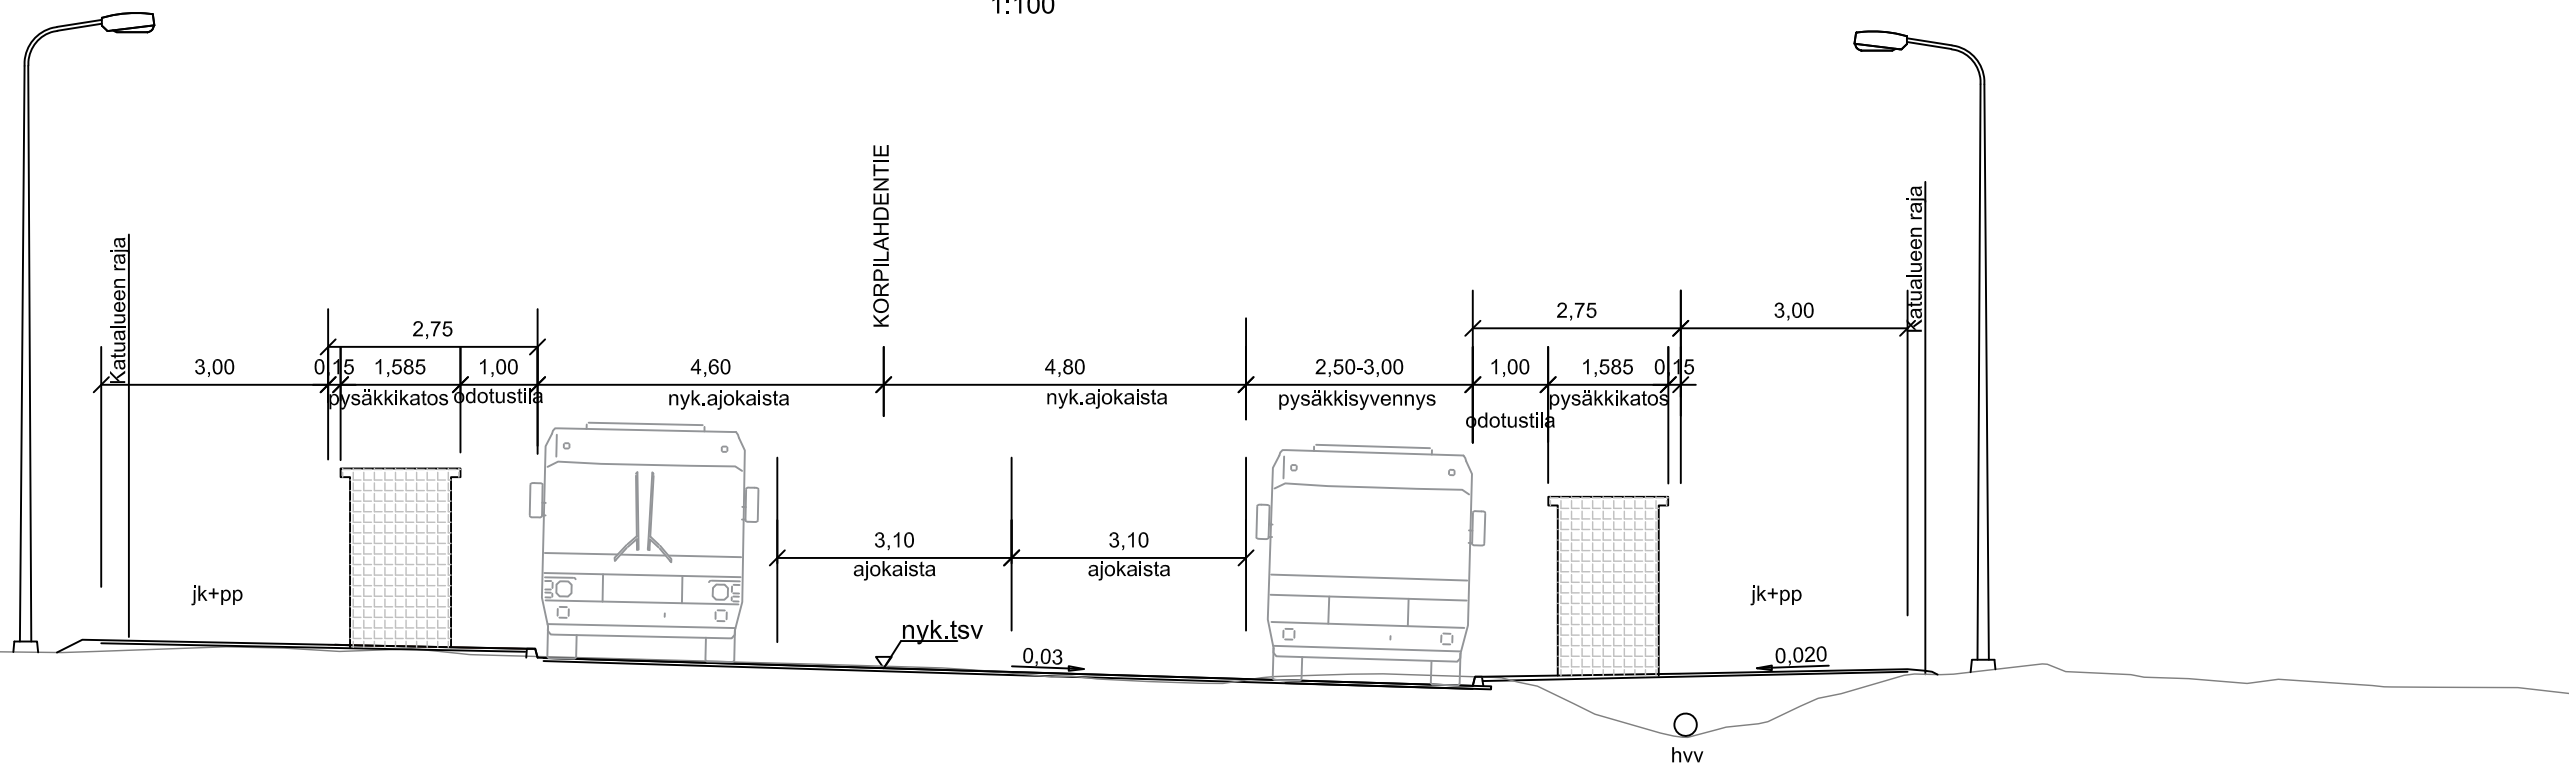 1:100
KORPILAHDENTIE
Katualueen raja
Katualueen raja
2,75
2,75
3,00
3,00
0,15
1,585
1,00
4,60
4,80
2,50-3,00
1,00
1,585
0,15
pysäkkikatos
odotustila
nyk.ajokaista
nyk.ajokaista
pysäkkisyvennys
pysäkkikatos
odotustila
3,10
3,10
ajokaista
ajokaista
jk+pp
jk+pp
nyk.tsv
0,03
0,020
hvv